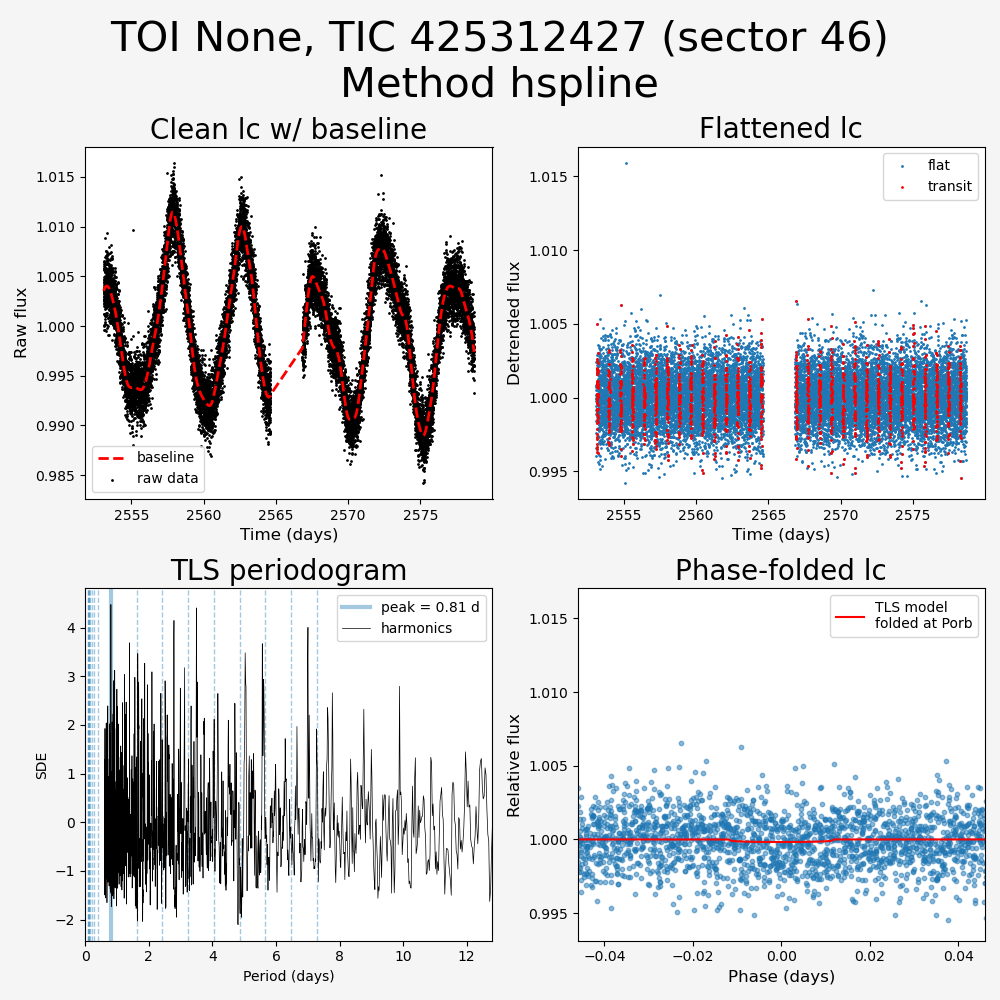 TOI None, TIC 425312427 (sector 46)
Method hspline
Clean lc w/ baseline
Raw flux
1.015
1.010
1.005
1.000
0.995
0.990
0.985
baseline
raw data
2555
2560
2565
2570
2575
Time (days)
Flattened lc
Detrended flux
1.015
1.010
1.005
1.000
0.995
flat
transit
2555
2560
2565
2570
2575
Time (days)
TLS periodogram
SDE
4
3
2
1
0
−1
−2
peak = 0.81 d
harmonics
0
2
4
6
8
10
12
Period (days)
Phase-folded lc
Relative flux
1.015
1.010
1.005
1.000
0.995
TLS model
folded at Porb
−0.04
−0.02
0.00
0.02
0.04
Phase (days)